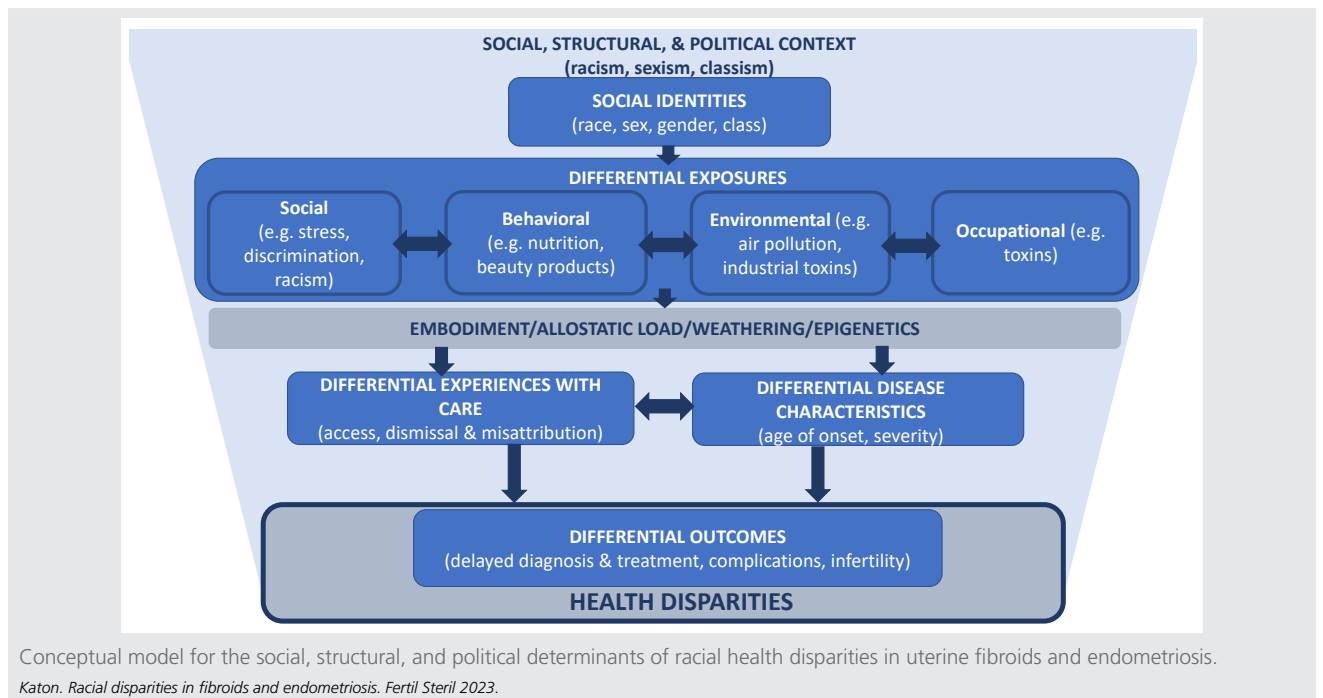 SOCIAL, STRUCTURAL, & POLITICAL CONTEXT
(racism, sexism, classism)
SOCIAL IDENTITIES
(race, sex, gender, class)
DIFFERENTIAL EXPOSURES
Social
(e.g. stress,
discrimination,
racism)
Behavioral
(e.g. nutrition,
beauty products)
Environmental (e.g.
air pollution,
industrial toxins)
Occupational (e.g.
toxins)
EMBODIMENT/ALLOSTATIC LOAD/WEATHERING/EPIGENETICS
DIFFERENTIAL EXPERIENCES WITH
CARE
(access, dismissal & misattribution)
DIFFERENTIAL DISEASE
CHARACTERISTICS
(age of onset, severity)
DIFFERENTIAL OUTCOMES
(delayed diagnosis & treatment, complications, infertility)
HEALTH DISPARITIES
Conceptual model for the social, structural, and political determinants of racial health disparities in uterine fibroids and endometriosis.
Katon. Racial disparities in fibroids and endometriosis. Fertil Steril 2023.